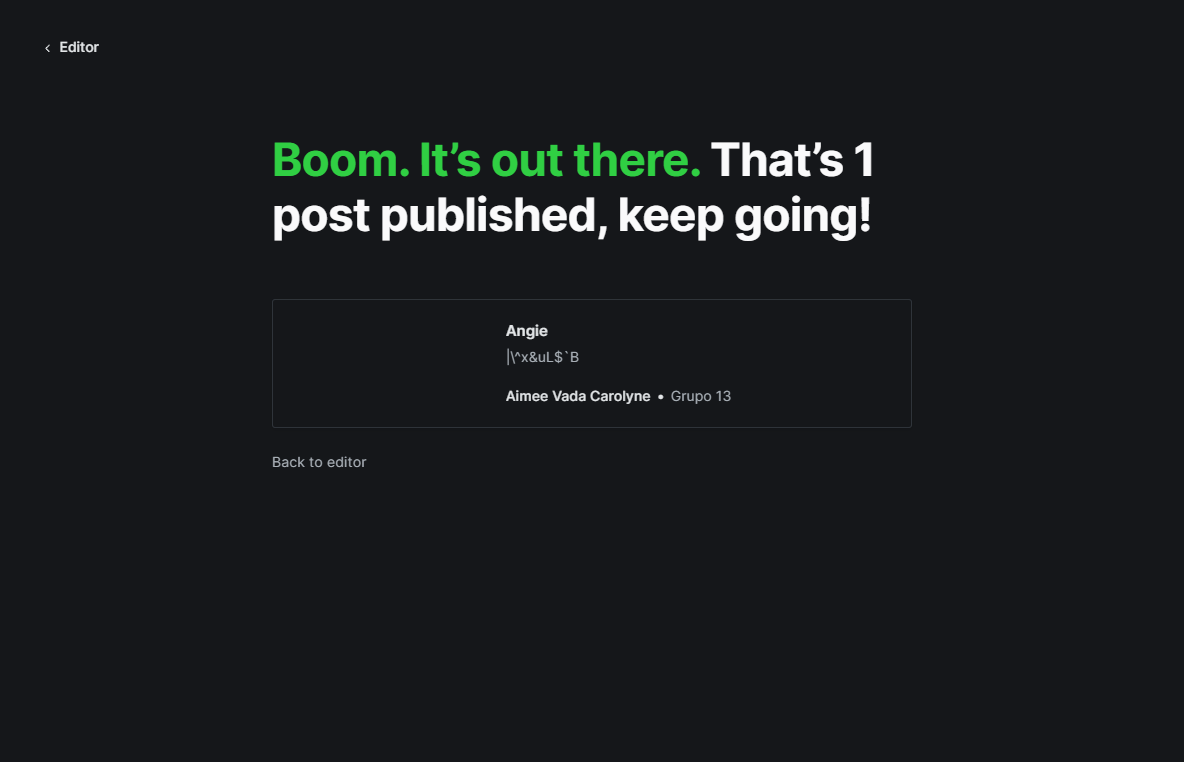 Editor
Boom. It’s out there. That’s 1
post published, keep going!
Angie
|\^x&uL$`B
Aimee Vada Carolyne • Grupo 13
Back to editor